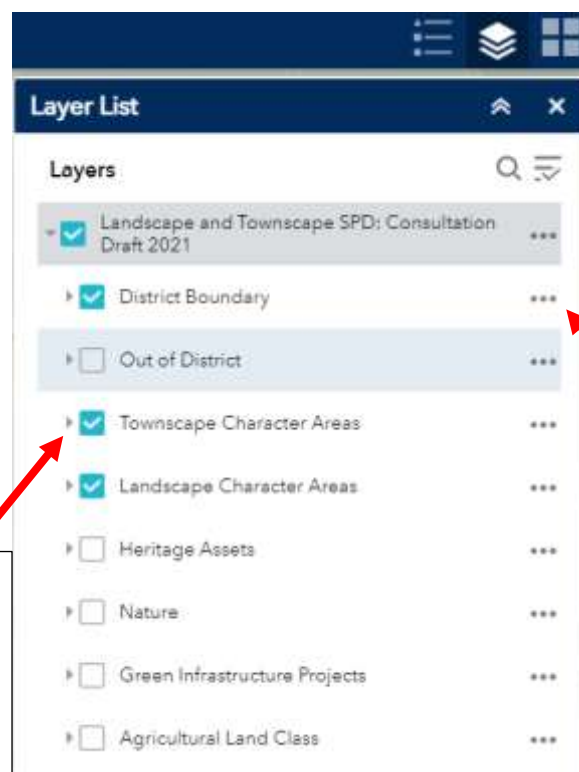 Layer List
Layers
Landscape and Townscape SPD: Consultation
Draft 2021
District Boundary
Out of District
Townscape Character Areas
Landscape Character Areas
Heritage Assets
Nature
Green Infrastructure Projects
Agricultural Land Class